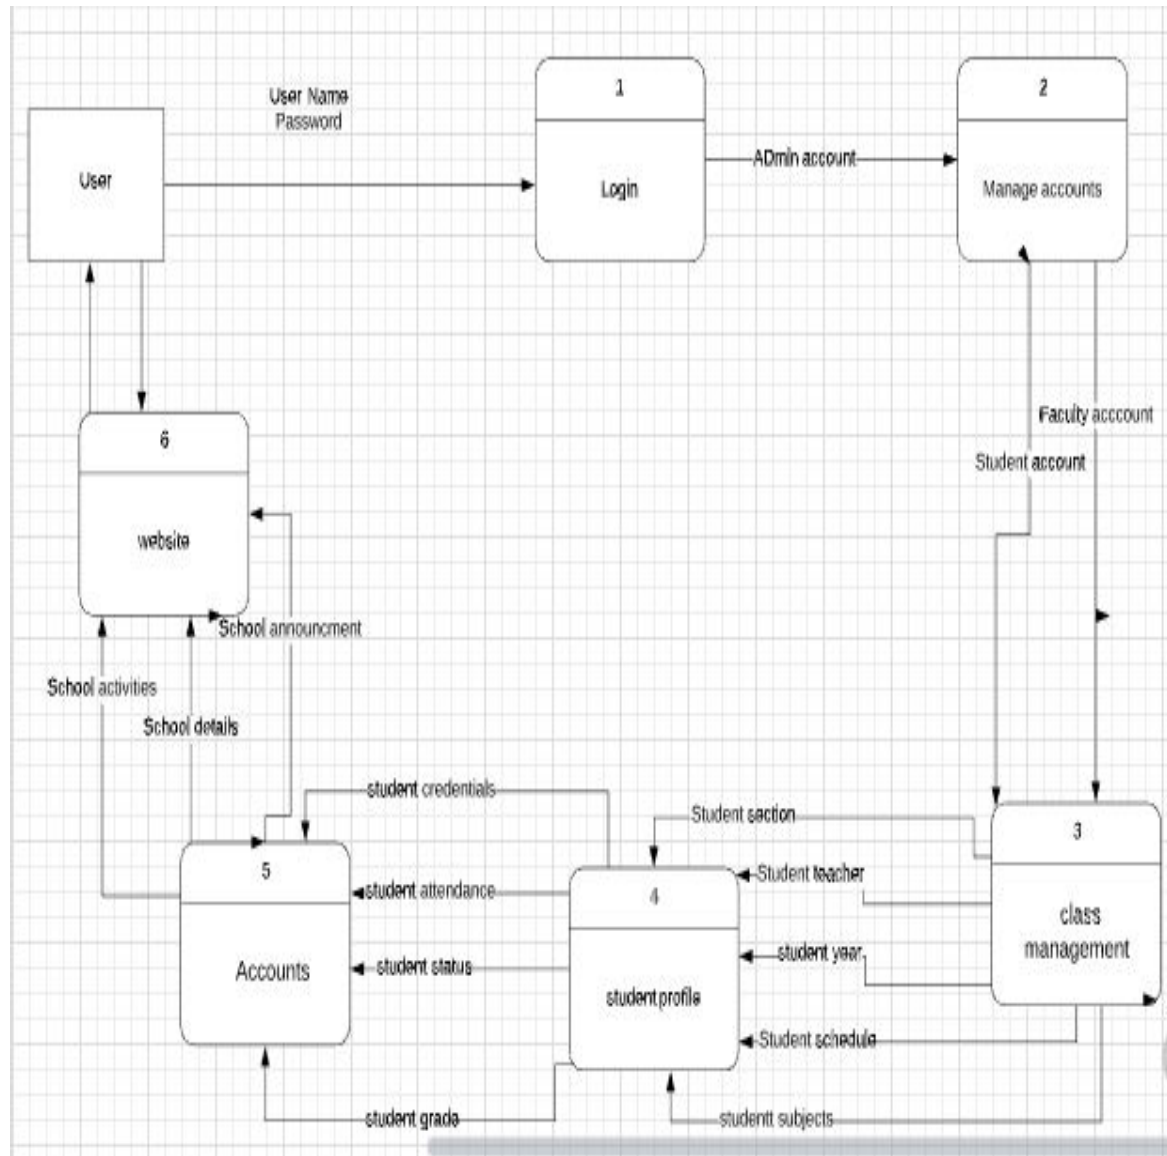 User Name
Password
1
2
User
Login
ADmin account
Manage accounts
Faculty acccount
Student account
6
website
School announcment
School activities
School details
student credentials
Student section
3
5
Student teacher
student attendance
4
class
management
student year
Accounts
student status
student profile
Student schedule
student grade
studentt subjects